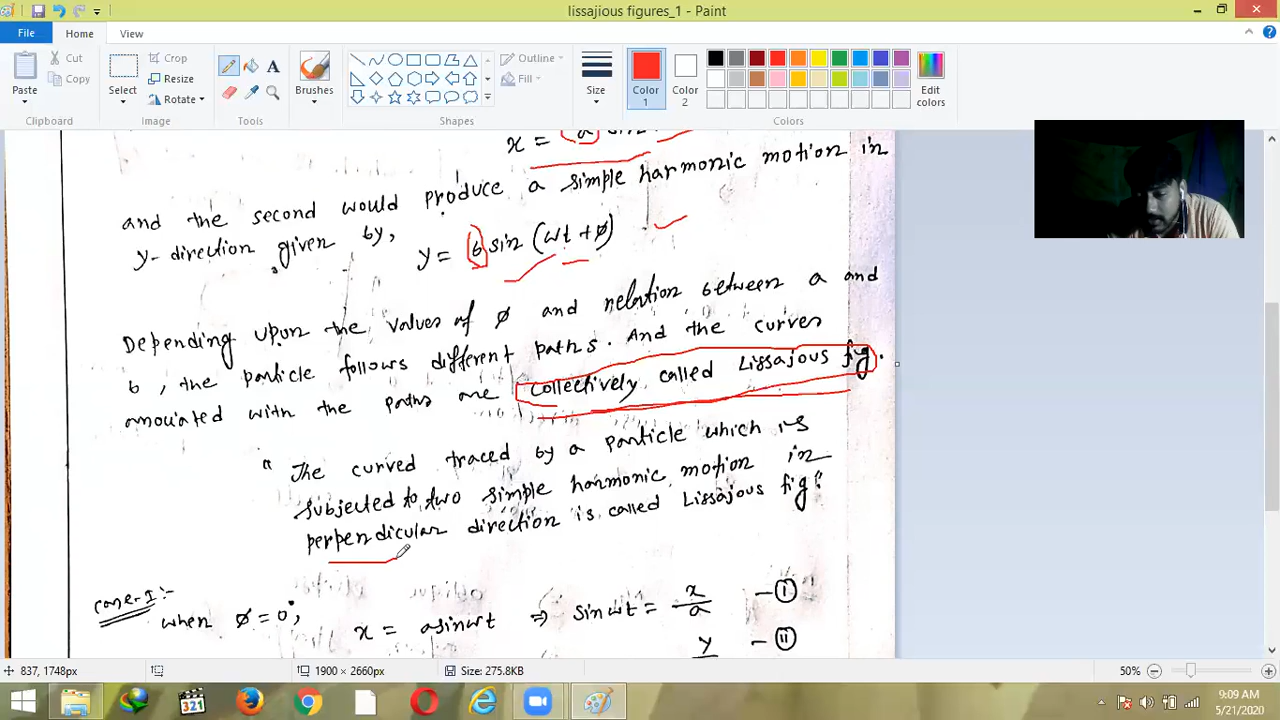 lissajious figures_1 - Paint
File
Home
View
Paste
Cut
Copy
Clipboard
Select
Crop
Resize
Rotate
Image
Tools
Brushes
Outline
Fill
Shapes
Size
Color 1
Color 2
Edit colors
Colors
x = a sin
and the second would produce a simple harmonic motion in
y-direction given by,
y = b sin (ωt + φ)
Depending upon the values of φ and relation between a and
b, the particle follows different paths. And the curves
associated with the paths are collectively called Lissajous fig.
" The curved traced by a particle which is
subjected to two simple harmonic motion in
perpendicular direction is called Lissajous fig."
Case-I :-
when φ = 0°,
x = asinωt ⇒ sinωt = x/a - I
y - II
837, 1748px
1900 × 2660px
Size: 275.8KB
50%
321
9:09 AM
5/21/2020